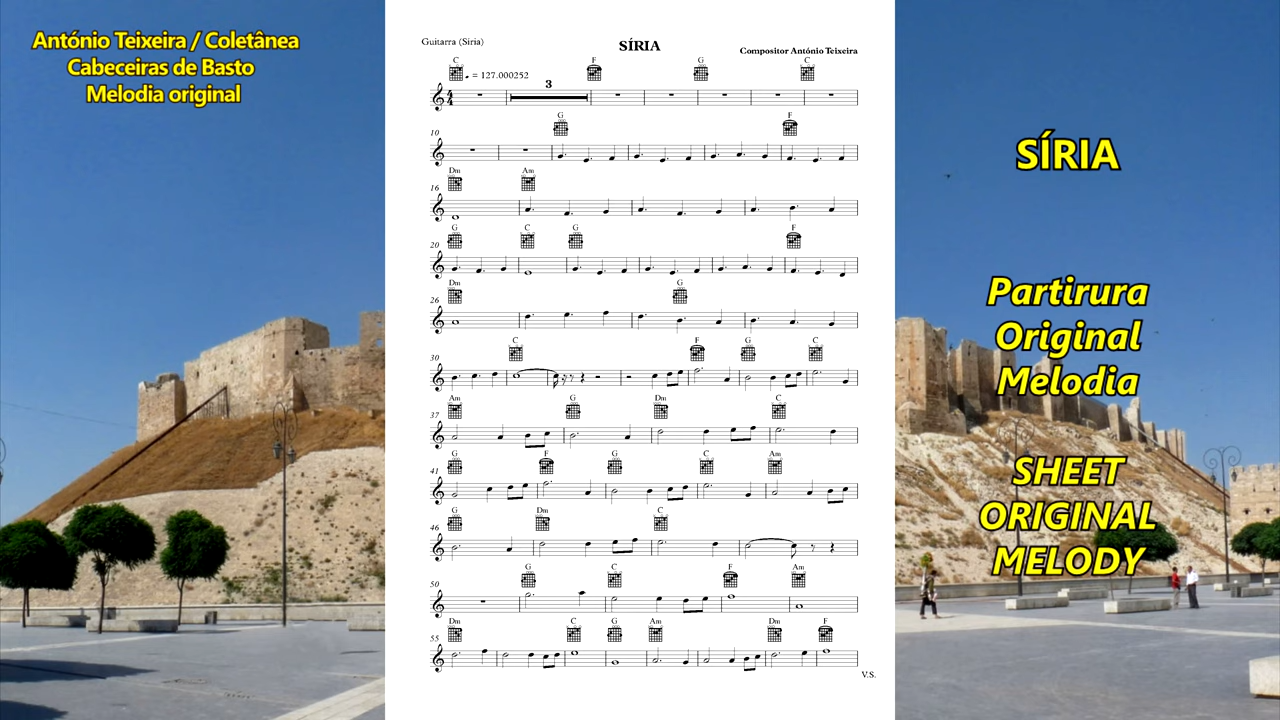 António Teixeira / Coletânea
Cabeceiras de Basto
Melodia original
Guitarra (Siria)
SÍRIA
Compositor António Teixeira
C F G C
= 127.000252
3
G F
10
Dm Am
16
G C G F
20
Dm G
26
C F G C
30
Am G Dm C
37
G F G C Am
41
G Dm C
46
G C F Am
50
Dm C G Am Dm F
55
V.S.
SÍRIA
Partirura
Original
Melodia
SHEET
ORIGINAL
MELODY